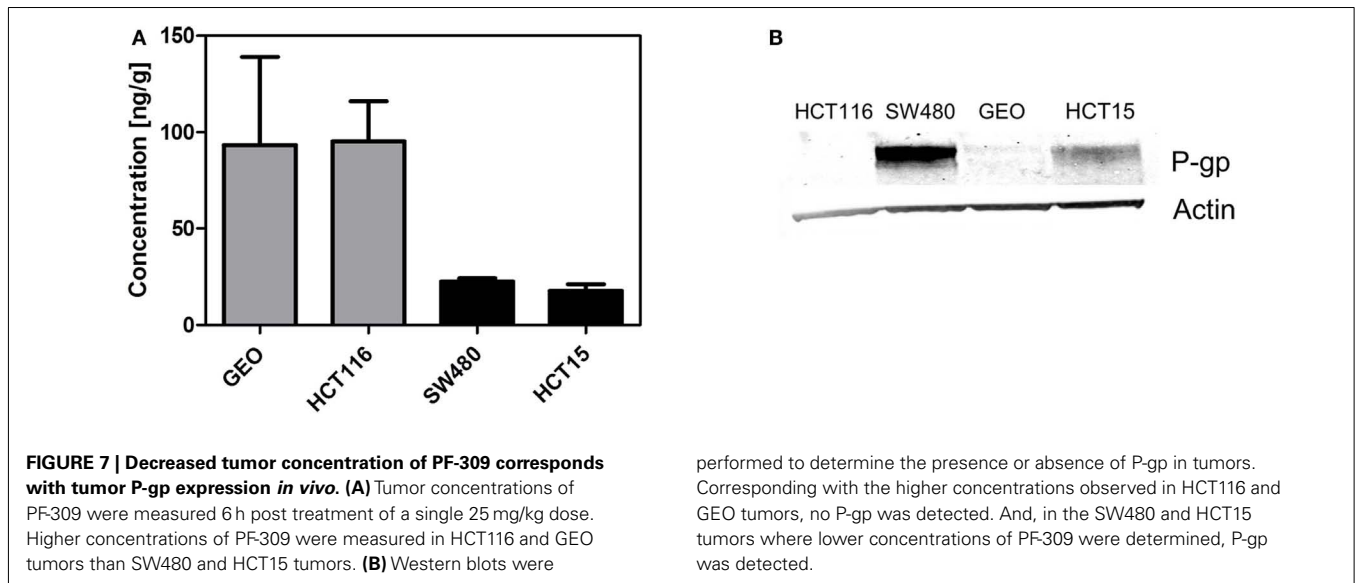 A
150
100
50
0
Concentration [ng/g]
GEO
HCT116
SW480
HCT15
B
HCT116 SW480 GEO HCT15
P-gp
Actin
FIGURE 7 | Decreased tumor concentration of PF-309 corresponds
with tumor P-gp expression in vivo. (A) Tumor concentrations of
PF-309 were measured 6 h post treatment of a single 25 mg/kg dose.
Higher concentrations of PF-309 were measured in HCT116 and GEO
tumors than SW480 and HCT15 tumors. (B) Western blots were
performed to determine the presence or absence of P-gp in tumors.
Corresponding with the higher concentrations observed in HCT116 and
GEO tumors, no P-gp was detected. And, in the SW480 and HCT15
tumors where lower concentrations of PF-309 were determined, P-gp
was detected.